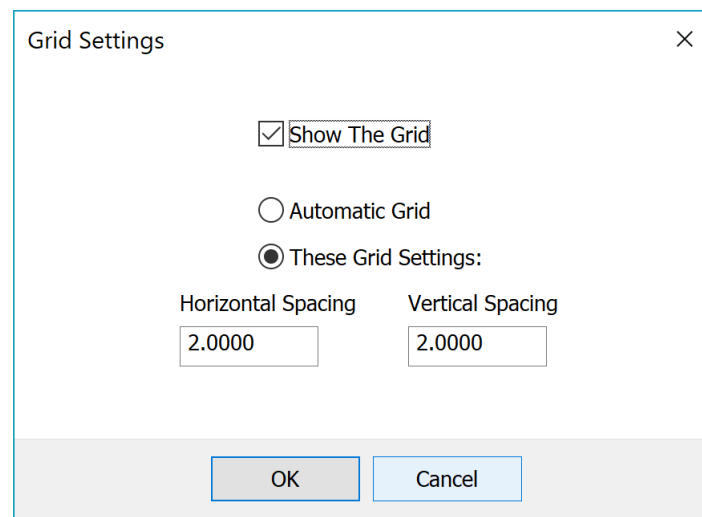 Grid Settings
Show The Grid
Automatic Grid
These Grid Settings:
Horizontal Spacing Vertical Spacing
2.0000 2.0000
OK Cancel